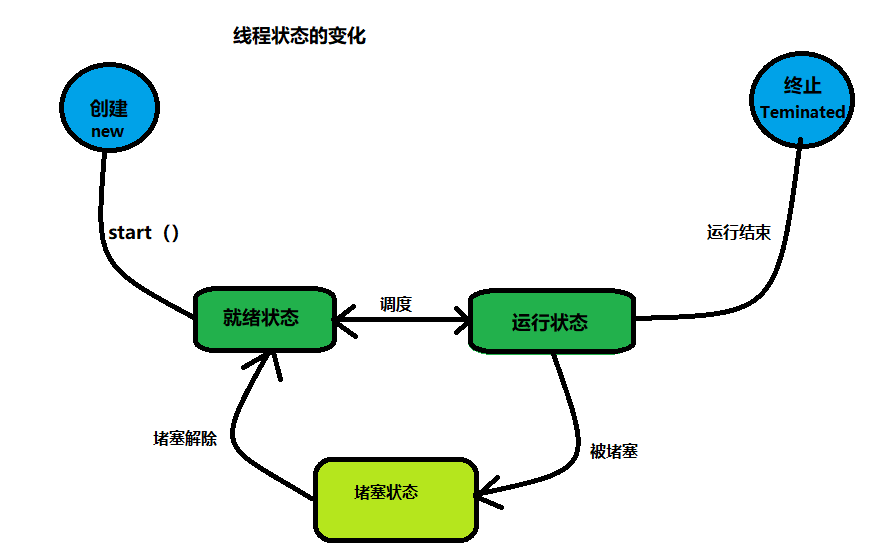 线程状态的变化
创建
new
终止
Teminated
start（）
运行结束
就绪状态
调度
运行状态
堵塞解除
被堵塞
堵塞状态